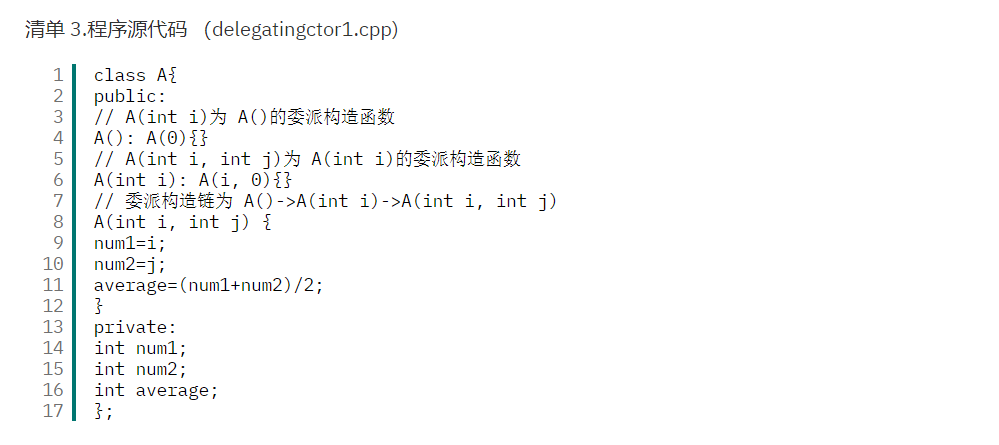 清单 3.程序源代码 (delegatingctor1.cpp)
1 class A{
2 public:
3 // A(int i)为 A()的委派构造函数
4 A(): A(0){}
5 // A(int i, int j)为 A(int i)的委派构造函数
6 A(int i): A(i, 0){}
7 // 委派构造链为 A()->A(int i)->A(int i, int j)
8 A(int i, int j) {
9 num1=i;
10 num2=j;
11 average=(num1+num2)/2;
12 }
13 private:
14 int num1;
15 int num2;
16 int average;
17 };